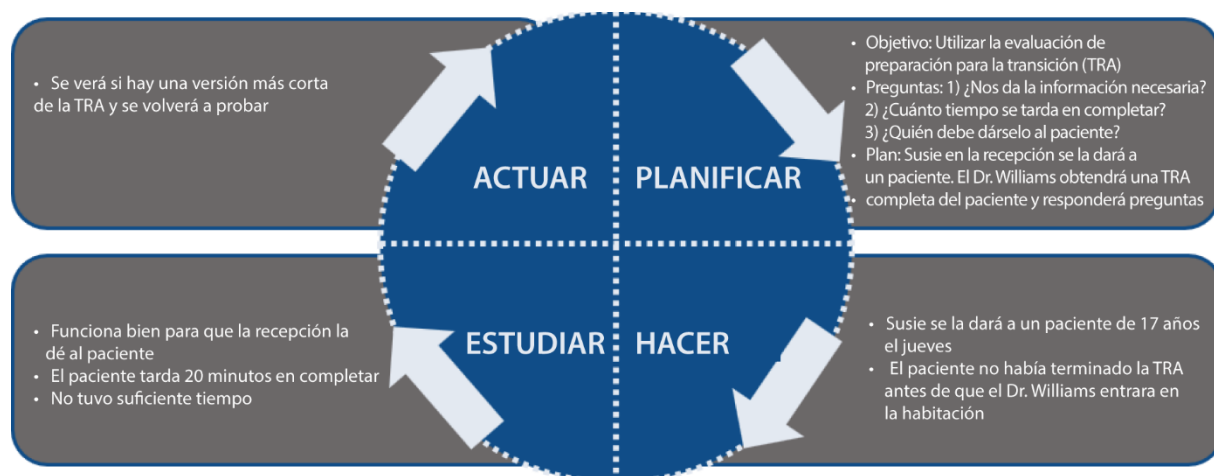 • Se verá si hay una versión más corta
de la TRA y se volverá a probar
ACTUAR
PLANIFICAR
• Objetivo: Utilizar la evaluación de
preparación para la transición (TRA)
• Preguntas: 1) ¿Nos da la información necesaria?
2) ¿Cuánto tiempo se tarda en completar?
3) ¿Quién debe dárselo al paciente?
• Plan: Susie en la recepción se la dará a
un paciente. El Dr. Williams obtendrá una TRA
• completa del paciente y responderá preguntas
• Funciona bien para que la recepción la
dé al paciente
• El paciente tarda 20 minutos en completar
• No tuvo suficiente tiempo
ESTUDIAR
HACER
• Susie se la dará a un paciente de 17 años
el jueves
• El paciente no había terminado la TRA
antes de que el Dr. Williams entrara en
la habitación